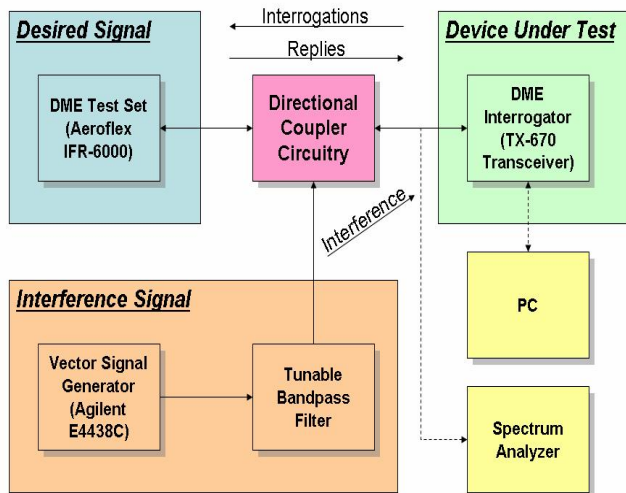 Desired Signal
Interrogations
Replies
Device Under Test
DME Test Set
(Aeroflex
IFR-6000)
Directional
Coupler
Circuitry
DME
Interrogator
(TX-670
Transceiver)
Interference
Interference Signal
PC
Vector Signal
Generator
(Agilent
E4438C)
Tunable
Bandpass
Filter
Spectrum
Analyzer